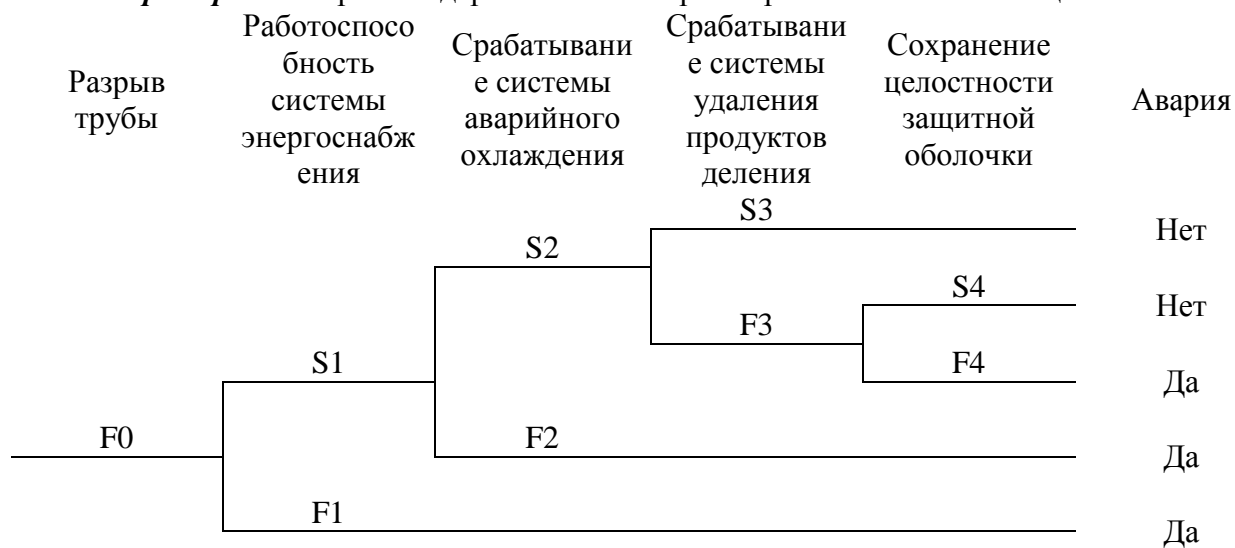 Работоспосо
бность
системы
энергоснабж
ения
Срабатывани
е системы
аварийного
охлаждения
Срабатывани
е системы
удаления
продуктов
деления
Сохранение
целостности
защитной
оболочки
Разрыв
трубы
Авария
S3
Нет
S2
S4
Нет
F3
S1
F4
Да
F0
F2
Да
F1
Да